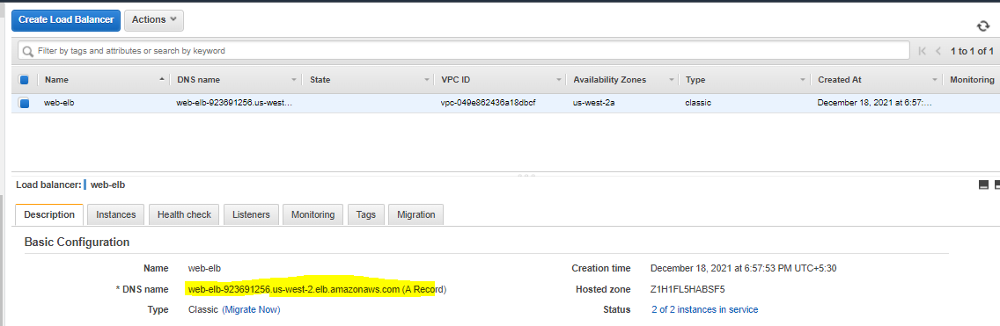 Create Load Balancer Actions
Filter by tags and attributes or search by keyword 1 to 1 of 1
Name DNS name State VPC ID Availability Zones Type Created At Monitoring
web-elb web-elb-923691256.us-west... vpc-049e862436a18dbcf us-west-2a classic December 18, 2021 at 6:57:...
Load balancer: web-elb
Description Instances Health check Listeners Monitoring Tags Migration
Basic Configuration
Name web-elb Creation time December 18, 2021 at 6:57:53 PM UTC+5:30
* DNS name web-elb-923691256.us-west-2.elb.amazonaws.com (A Record) Hosted zone Z1H1FL5HABSF5
Type Classic (Migrate Now) Status 2 of 2 instances in service